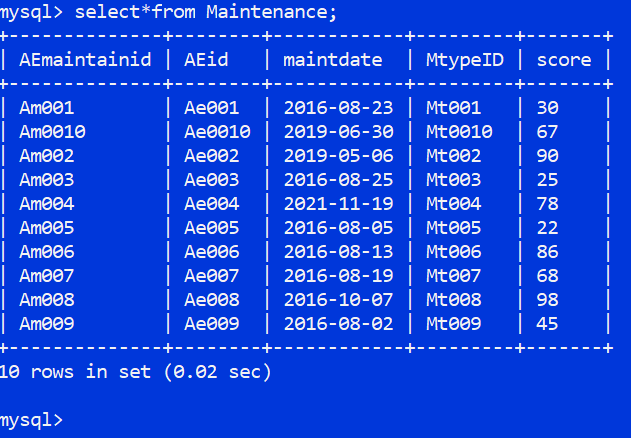 mysql> select*from Maintenance;
+--------------+--------+------------+---------+-------+
| AEmaintainid | AEid   | maintdate  | MtypeID | score |
+--------------+--------+------------+---------+-------+
| Am001        | Ae001  | 2016-08-23 | Mt001   | 30    |
| Am0010       | Ae0010 | 2019-06-30 | Mt0010  | 67    |
| Am002        | Ae002  | 2019-05-06 | Mt002   | 90    |
| Am003        | Ae003  | 2016-08-25 | Mt003   | 25    |
| Am004        | Ae004  | 2021-11-19 | Mt004   | 78    |
| Am005        | Ae005  | 2016-08-05 | Mt005   | 22    |
| Am006        | Ae006  | 2016-08-13 | Mt006   | 86    |
| Am007        | Ae007  | 2016-08-19 | Mt007   | 68    |
| Am008        | Ae008  | 2016-10-07 | Mt008   | 98    |
| Am009        | Ae009  | 2016-08-02 | Mt009   | 45    |
+--------------+--------+------------+---------+-------+
10 rows in set (0.02 sec)
mysql>